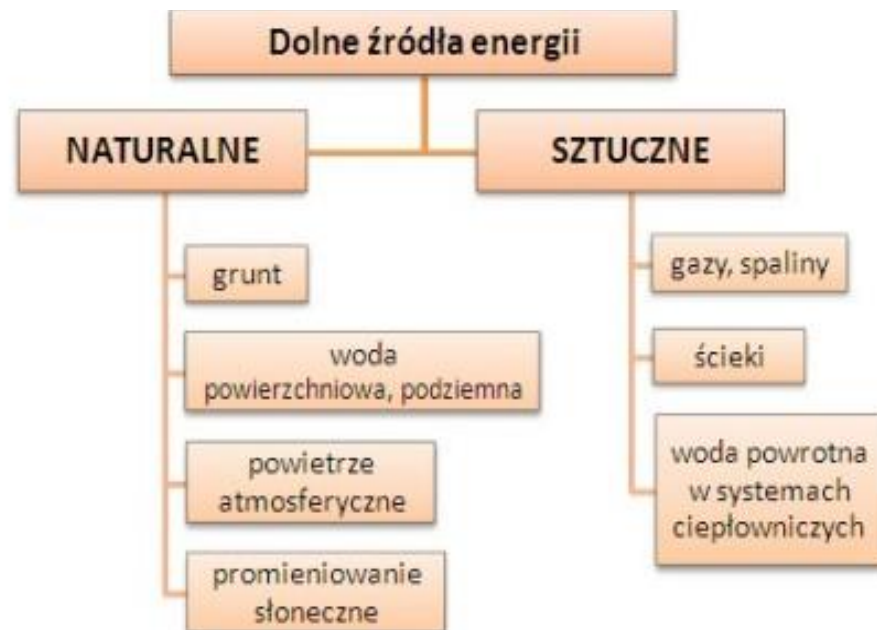 Dolne źródła energii
NATURALNE
grunt
woda
powierzchniowa, podziemna
powietrze
atmosferyczne
promieniowanie
słoneczne
SZTUCZNE
gazy, spaliny
ścieki
woda powrotna
w systemach
ciepłowniczych